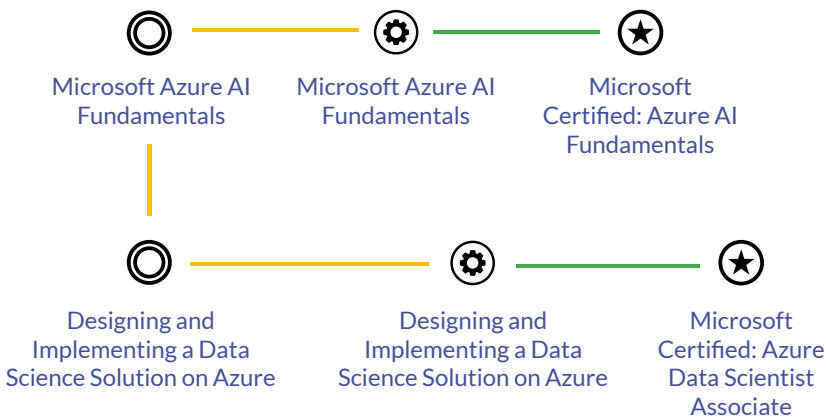 Microsoft Azure AI
Fundamentals
Microsoft Azure AI
Fundamentals
Microsoft
Certified: Azure AI
Fundamentals
Designing and
Implementing a Data
Science Solution on Azure
Designing and
Implementing a Data
Science Solution on Azure
Microsoft
Certified: Azure
Data Scientist
Associate